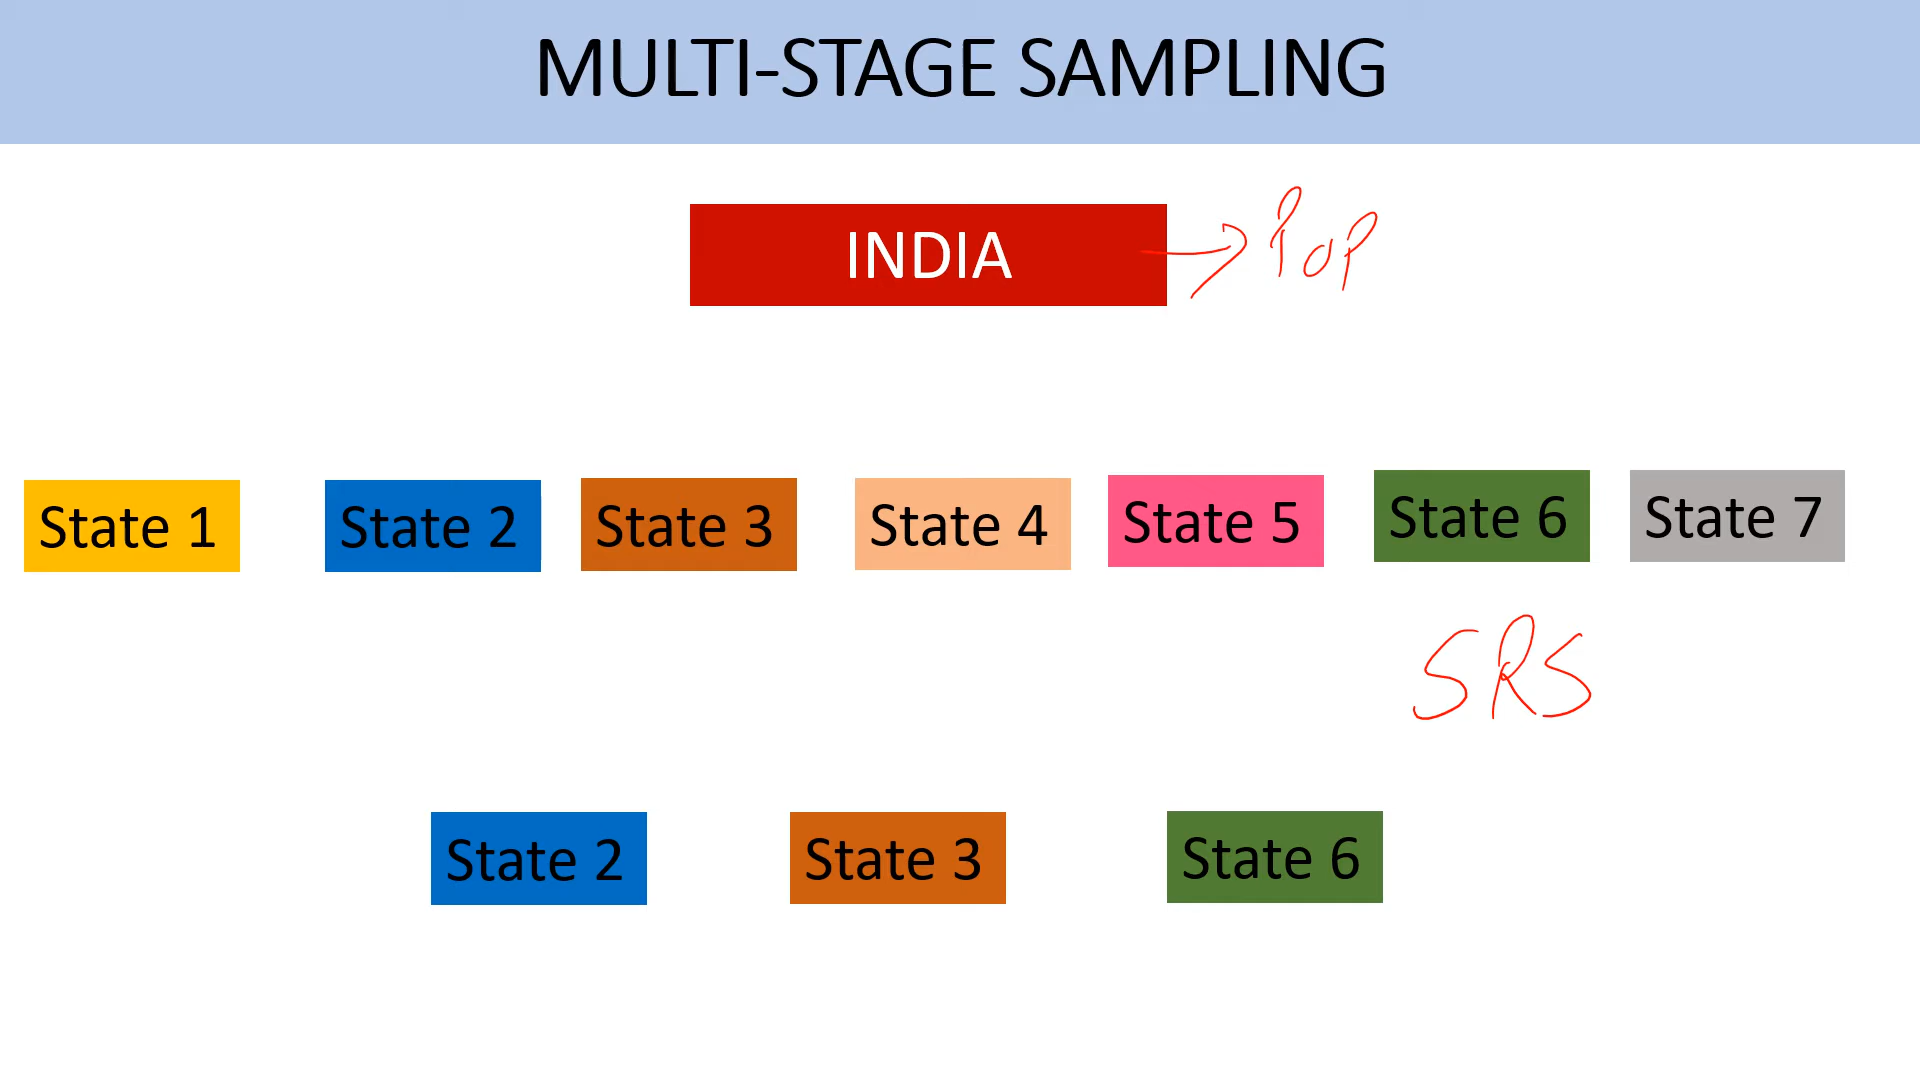 MULTI-STAGE SAMPLING
INDIA
POP
State 1
State 2
State 3
State 4
State 5
State 6
State 7
SRS
State 2
State 3
State 6